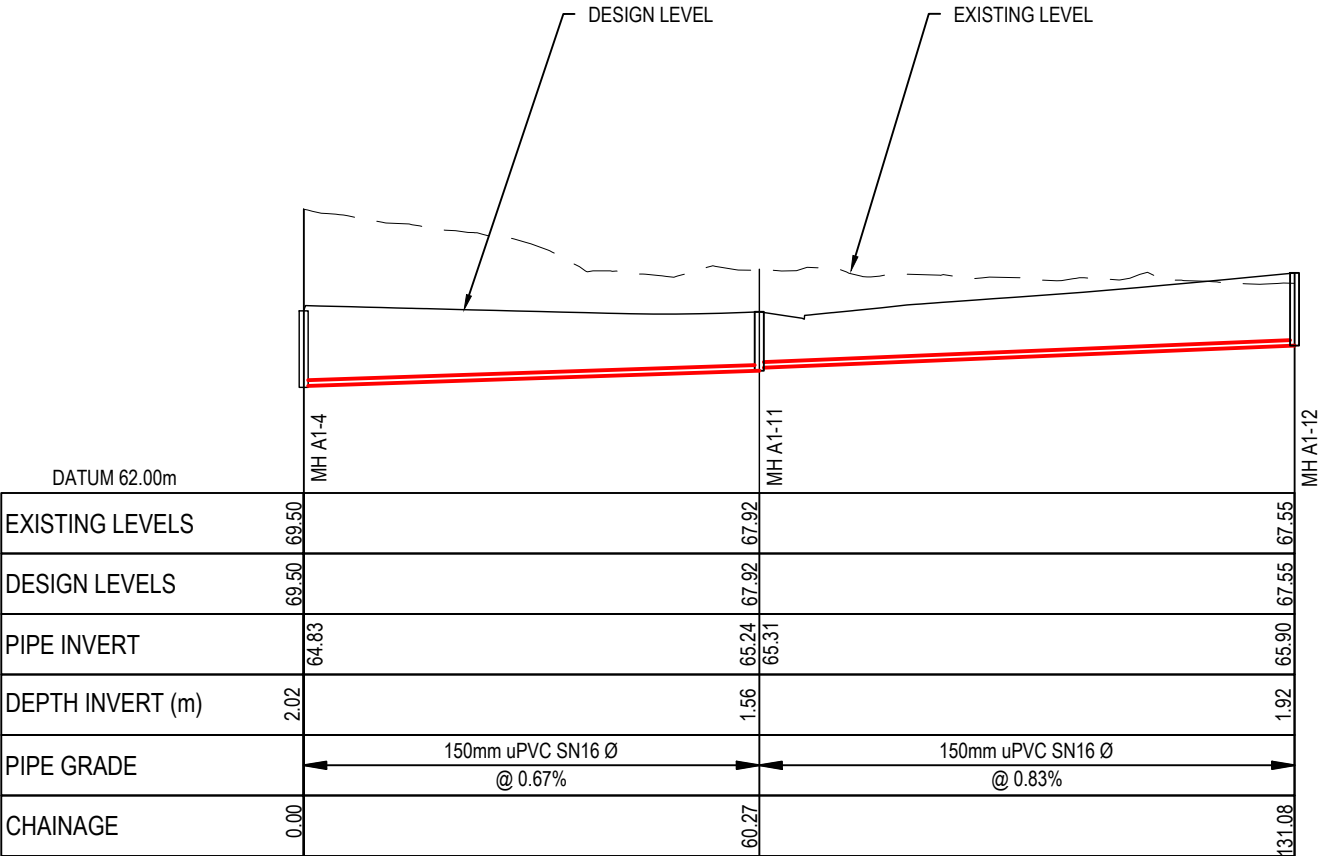 DESIGN LEVEL
EXISTING LEVEL
MH A1-4
MH A1-11
MH A1-12
DATUM 62.00m
EXISTING LEVELS 69.50 67.92 67.55
DESIGN LEVELS 69.50 67.92 67.55
PIPE INVERT 64.83 65.24 65.31 65.90
DEPTH INVERT (m) 2.02 1.56 1.92
PIPE GRADE
150mm uPVC SN16 Ø
@ 0.67%
150mm uPVC SN16 Ø
@ 0.83%
CHAINAGE 0.00 60.27 131.08